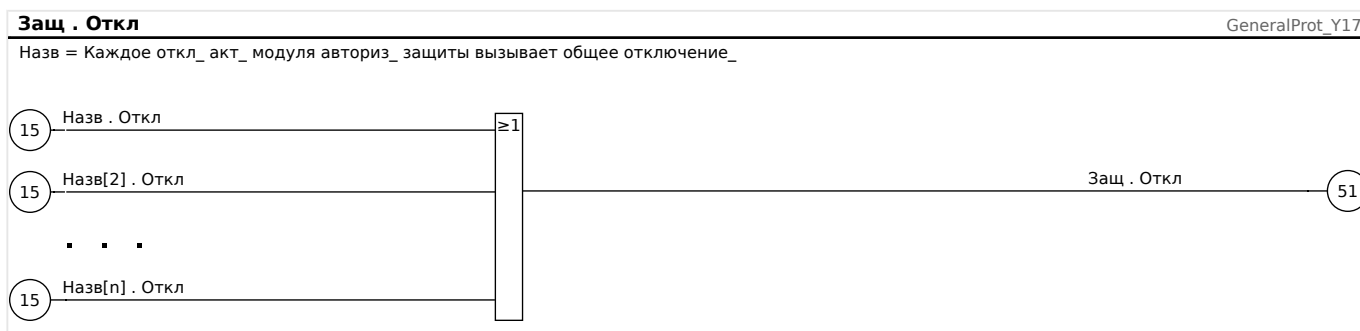 Защ . Откл
GeneralProt_Y17
Назв = Каждое откл_ акт_ модуля авториз_ защиты вызывает общее отключение_
Назв . Откл
15
≥1
Назв[2] . Откл
15
Защ . Откл
51
. . .
Назв[n] . Откл
15